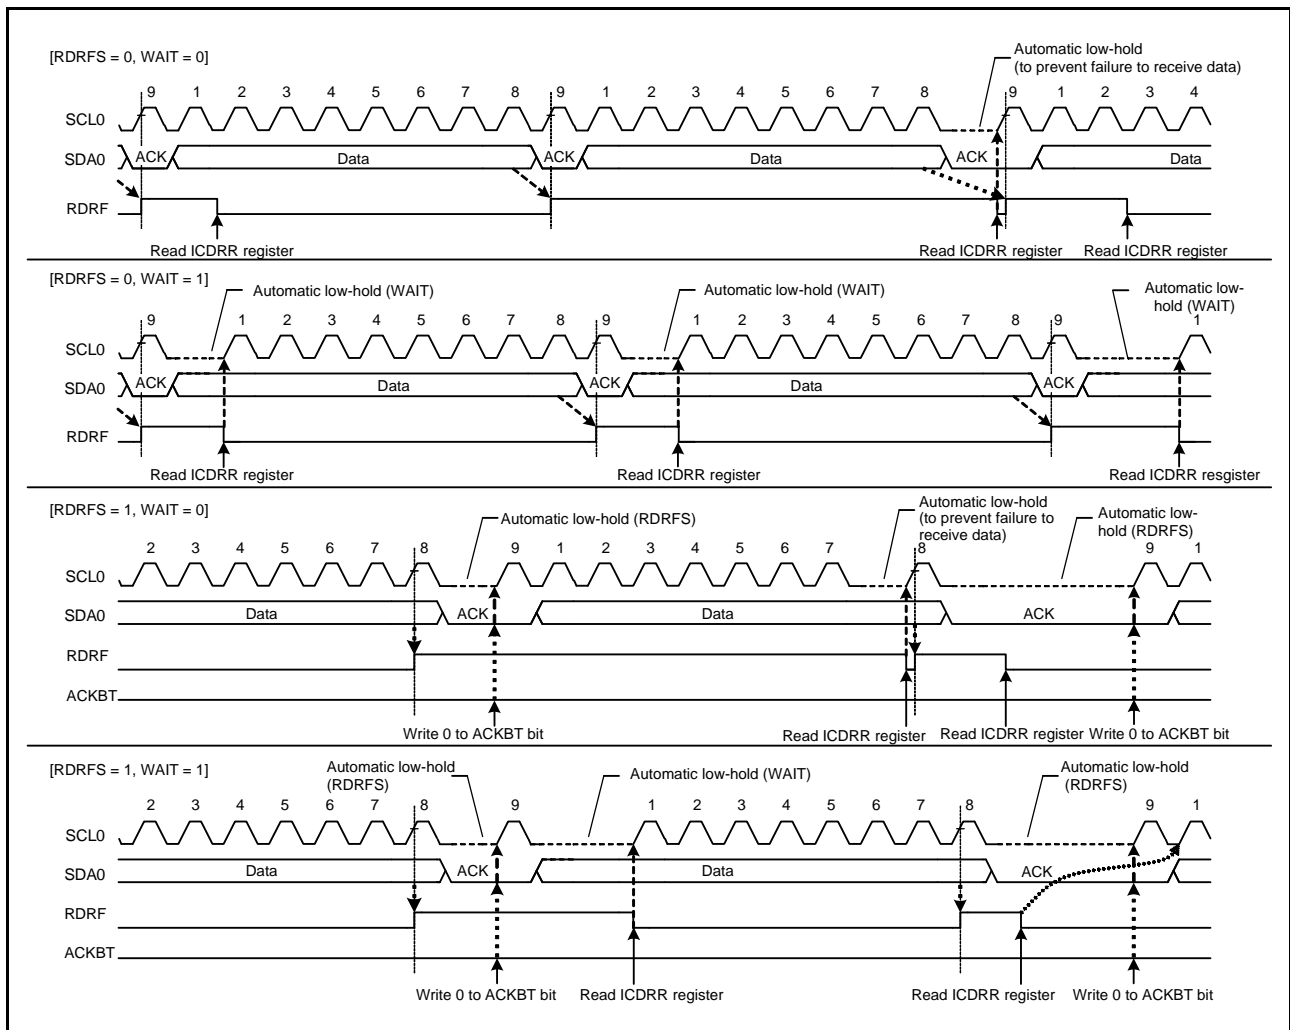 [RDRFS = 0, WAIT = 0]
Automatic low-hold
(to prevent failure to receive data)
9 1 2 3 4 5 6 7 8 9 1 2 3 4 5 6 7 8 9 1 2 3 4
SCL0
SDA0 ACK Data ACK Data ACK Data
RDRF
Read ICDRR register Read ICDRR register Read ICDRR register
[RDRFS = 0, WAIT = 1]
Automatic low-hold (WAIT) Automatic low-hold (WAIT) Automatic low-
hold (WAIT)
9 1 2 3 4 5 6 7 8 9 1 2 3 4 5 6 7 8 9 1
SCL0
SDA0 ACK Data ACK Data ACK
RDRF
Read ICDRR register Read ICDRR register Read ICDRR resgister
[RDRFS = 1, WAIT = 0]
Automatic low-hold (RDRFS)
Automatic low-hold
(to prevent failure to
receive data)
Automatic low-
hold (RDRFS)
2 3 4 5 6 7 8 9 1 2 3 4 5 6 7 8 9 1
SCL0
SDA0 Data ACK Data ACK
RDRF
ACKBT
Write 0 to ACKBT bit Read ICDRR register Read ICDRR register Write 0 to ACKBT bit
[RDRFS = 1, WAIT = 1]
Automatic low-hold
(RDRFS)
Automatic low-hold (WAIT)
Automatic low-hold
(RDRFS)
2 3 4 5 6 7 8 9 1 2 3 4 5 6 7 8 9 1
SCL0
SDA0 Data ACK Data ACK
RDRF
ACKBT
Write 0 to ACKBT bit Read ICDRR register Read ICDRR register Write 0 to ACKBT bit